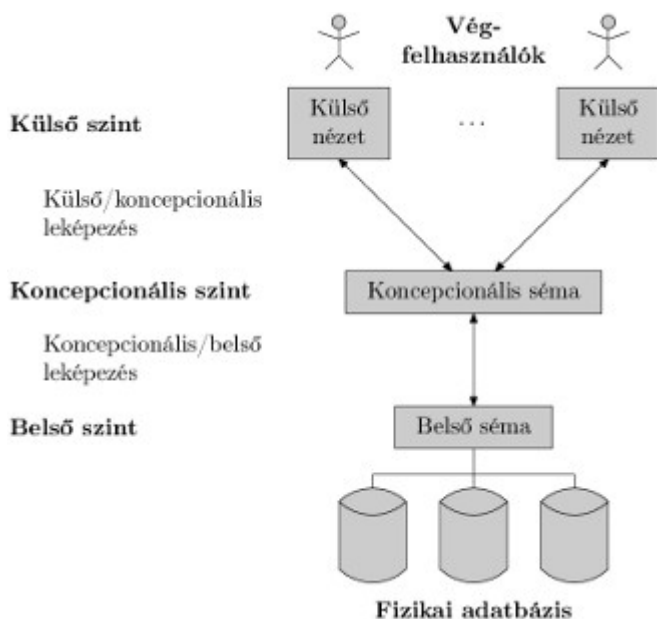 Vég-
felhasználók
Külső szint
Külső
nézet
. . .
Külső
nézet
Külső/koncepcionális
leképezés
Koncepcionális szint
Koncepcionális séma
Koncepcionális/belső
leképezés
Belső szint
Belső séma
Fizikai adatbázis